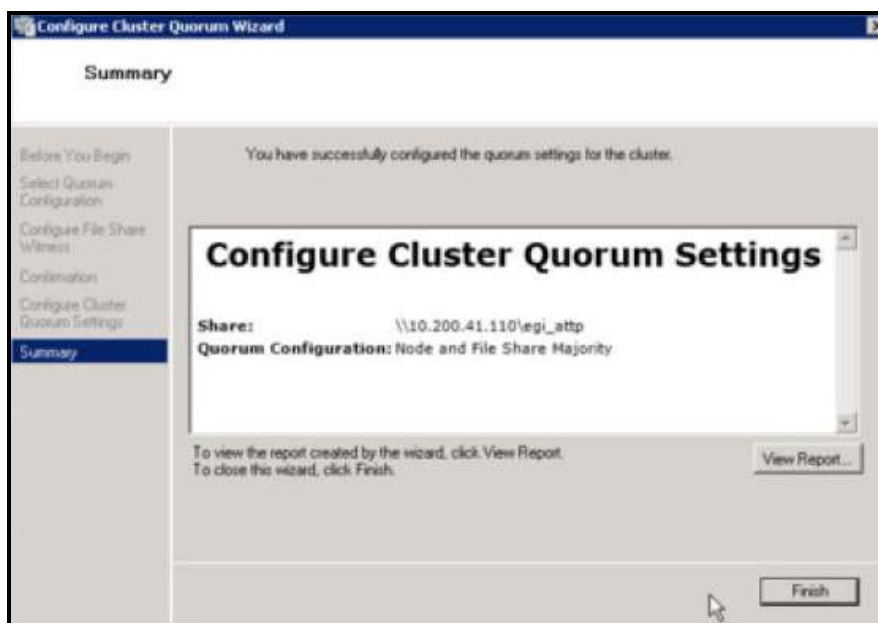 Configure Cluster Quorum Wizard
Summary
Before You Begin
Select Quorum
Configuration
Configure File Share
Witness
Confirmation
Configure Cluster
Quorum Settings
Summary
You have successfully configured the quorum settings for the cluster.
Configure Cluster Quorum Settings
Share: \\10.200.41.110\egi_attp
Quorum Configuration: Node and File Share Majority
To view the report created by the wizard, click View Report.
To close this wizard, click Finish.
View Report...
Finish